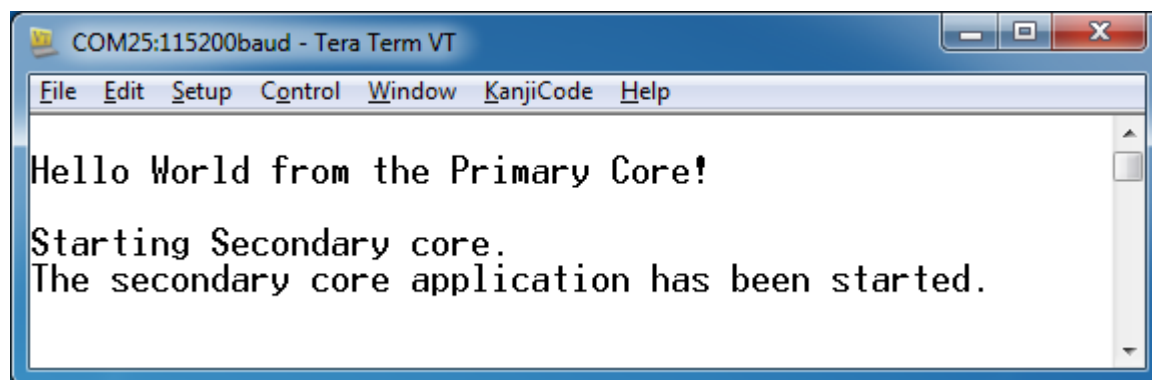 COM25:115200baud - Tera Term VT
File Edit Setup Control Window KanjiCode Help
Hello World from the Primary Core!
Starting Secondary core.
The secondary core application has been started.